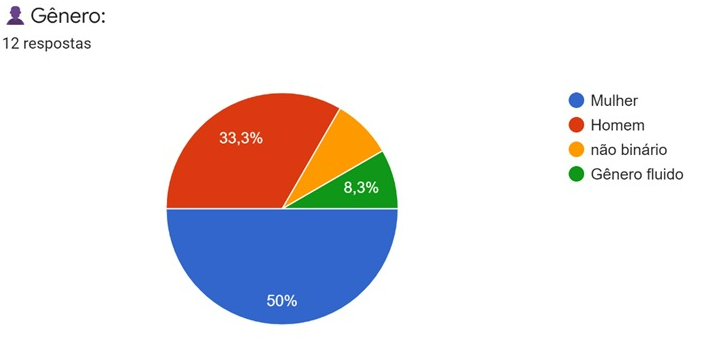 Gênero:
12 respostas
33,3%
8,3%
50%
Mulher
Homem
não binário
Gênero fluido